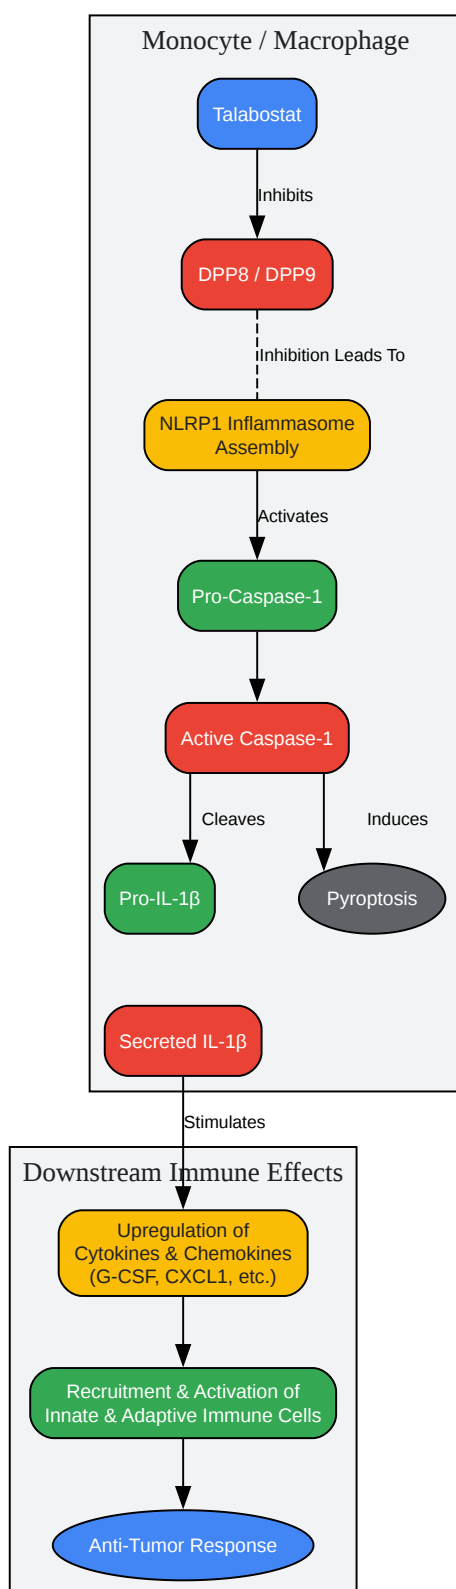 Monocyte / Macrophage
Talabostat
Inhibits
DPP8 / DPP9
Inhibition Leads To
NLRP1 Inflammasome
Assembly
Activates
Pro-Caspase-1
Active Caspase-1
Cleaves
Induces
Pro-IL-1β
Pyroptosis
Secreted IL-1β
Stimulates
Downstream Immune Effects
Upregulation of
Cytokines & Chemokines
(G-CSF, CXCL1, etc.)
Recruitment & Activation of
Innate & Adaptive Immune Cells
Anti-Tumor Response